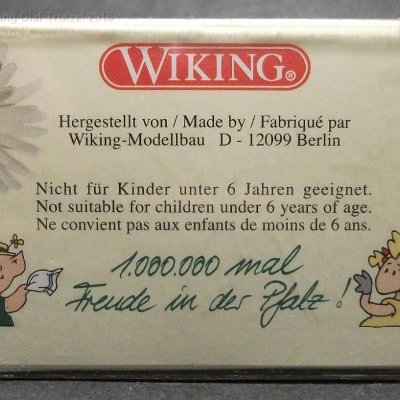 WIKING®
Hergestellt von / Made by / Fabriqué par
Wiking-Modellbau D - 12099 Berlin
Nicht für Kinder unter 6 Jahren geeignet.
Not suitable for children under 6 years of age.
Ne convient pas aux enfants de moins de 6 ans.
1.000.000 mal
Freude in der Pfalz!